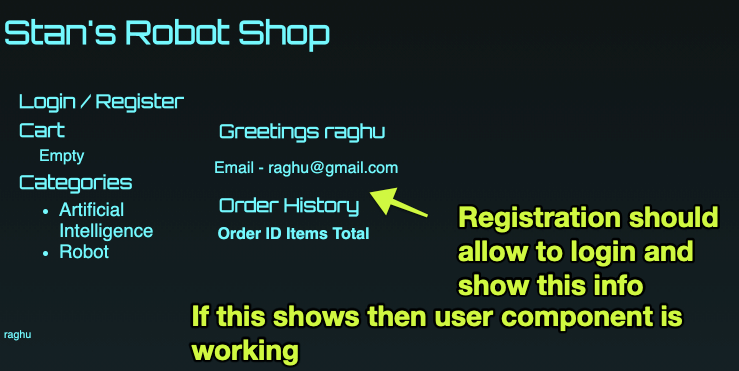 Stan's Robot Shop
Login / Register
Cart
Empty
Categories
Artificial
Intelligence
Robot
raghu
Greetings raghu
Email - raghu@gmail.com
Order History
Order ID Items Total
Registration should
allow to login and
show this info
If this shows then user component is
working